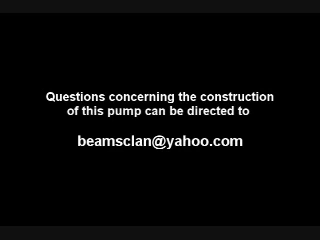 Questions concerning the construction
of this pump can be directed to
beamsclan@yahoo.com